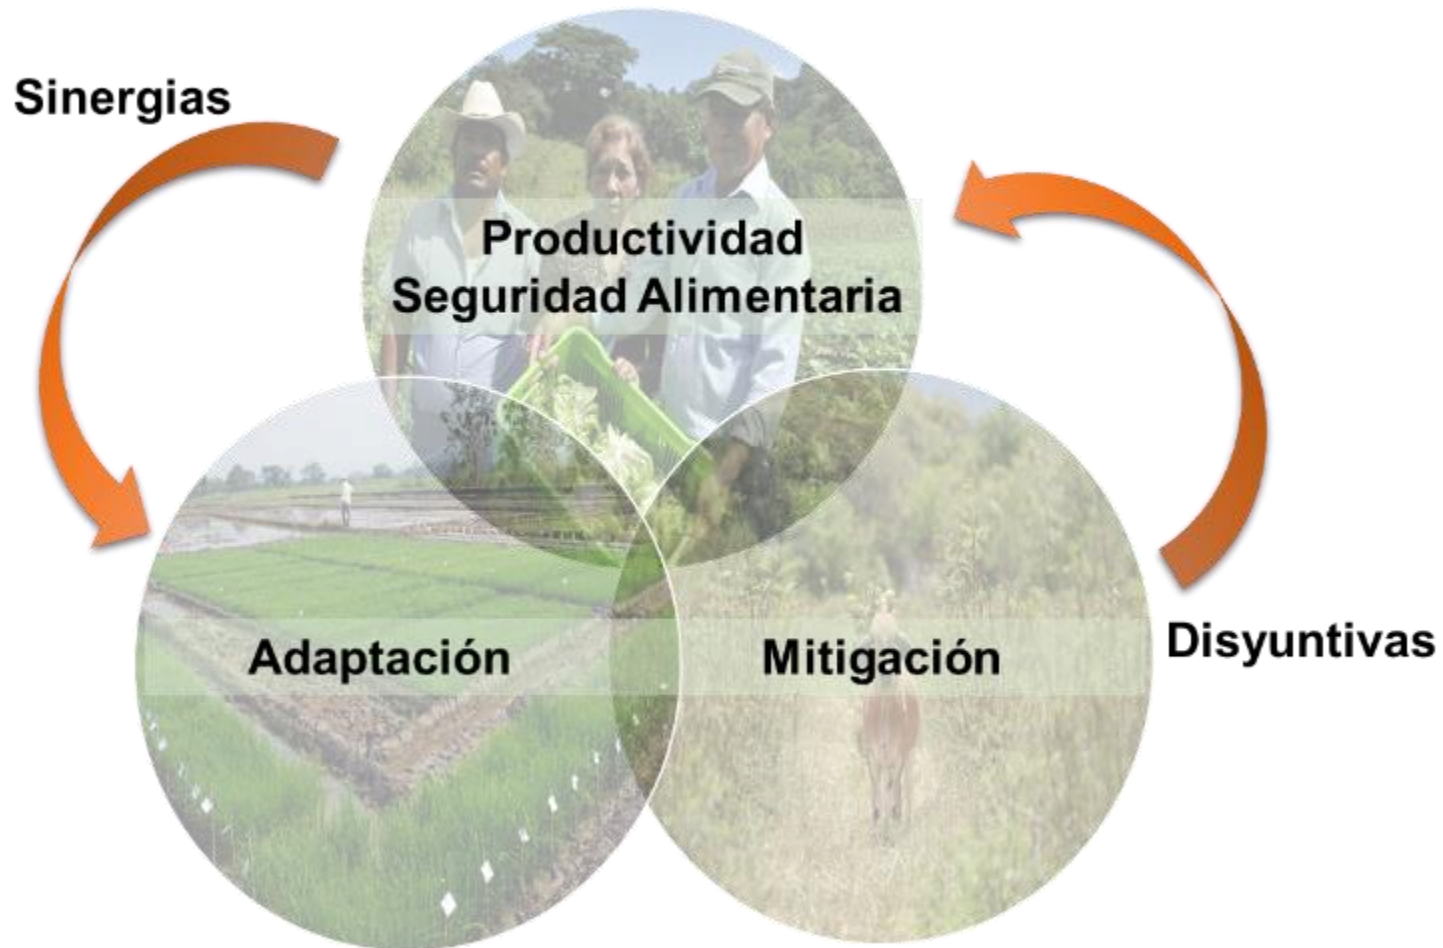 Sinergias
Productividad
Seguridad Alimentaria
Adaptación
Mitigación
Disyuntivas